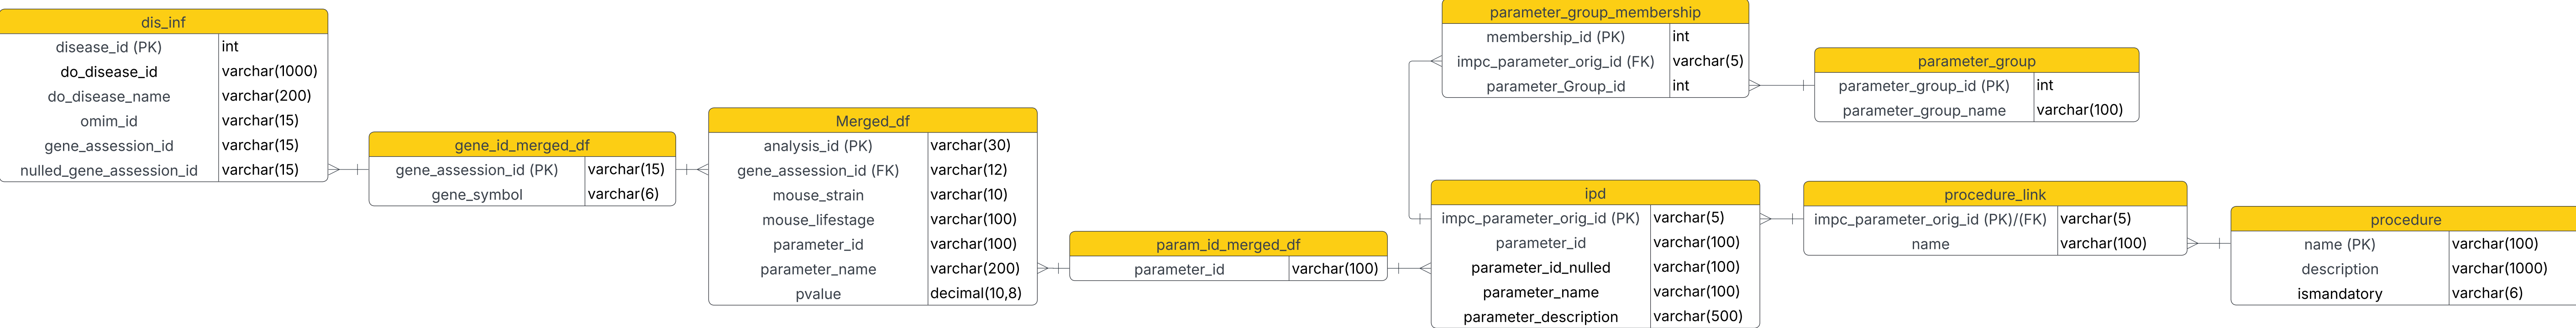 dis_inf
disease_id (PK) int
do_disease_id varchar(1000)
do_disease_name varchar(200)
omim_id varchar(15)
gene_assession_id varchar(15)
nulled_gene_assession_id varchar(15)
gene_id_merged_df
gene_assession_id (PK) varchar(15)
gene_symbol varchar(6)
Merged_df
analysis_id (PK) varchar(30)
gene_assession_id (FK) varchar(12)
mouse_strain varchar(10)
mouse_lifestage varchar(100)
parameter_id varchar(100)
parameter_name varchar(200)
pvalue decimal(10,8)
param_id_merged_df
parameter_id varchar(100)
parameter_group_membership
membership_id (PK) int
impc_parameter_orig_id (FK) varchar(5)
parameter_Group_id int
parameter_group
parameter_group_id (PK) int
parameter_group_name varchar(100)
ipd
impc_parameter_orig_id (PK) varchar(5)
parameter_id varchar(100)
parameter_id_nulled varchar(100)
parameter_name varchar(100)
parameter_description varchar(500)
procedure_link
impc_parameter_orig_id (PK)/(FK) varchar(5)
name varchar(100)
procedure
name (PK) varchar(100)
description varchar(1000)
ismandatory varchar(6)